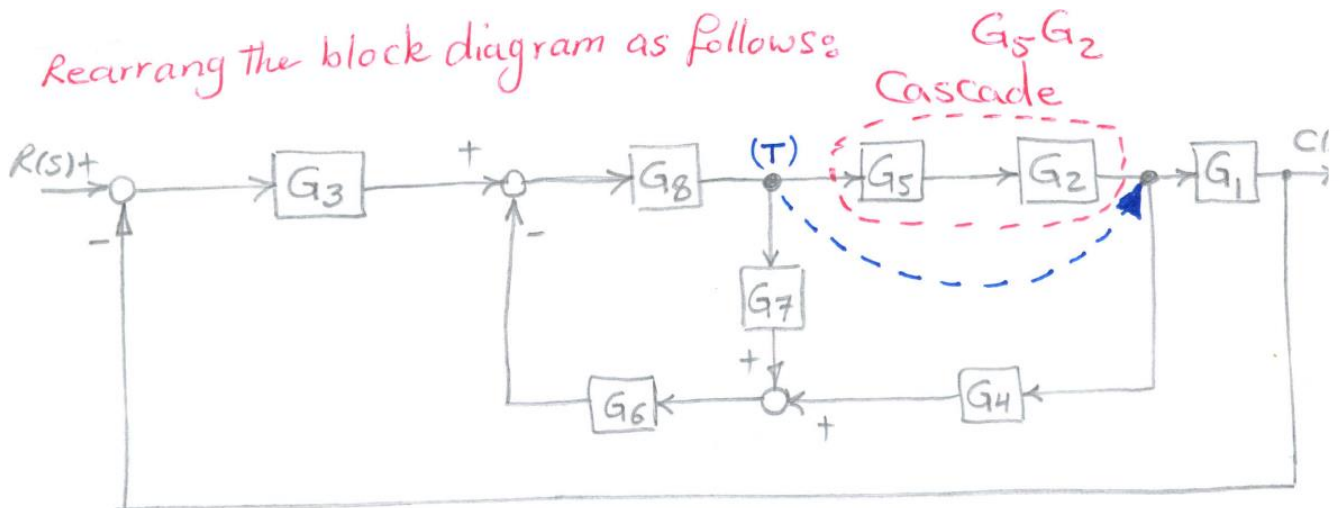 Rearrang the block diagram as follows:
G5G2
Cascade
R(S)+
G3
+
-
G8
(T)
G5
G2
G1
C(
-
G7
+
G6
+
G4